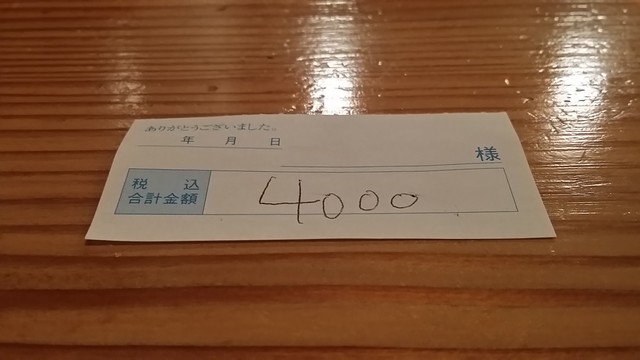 ありがとうございました。
年 月 日
様
税込
合計金額
4000